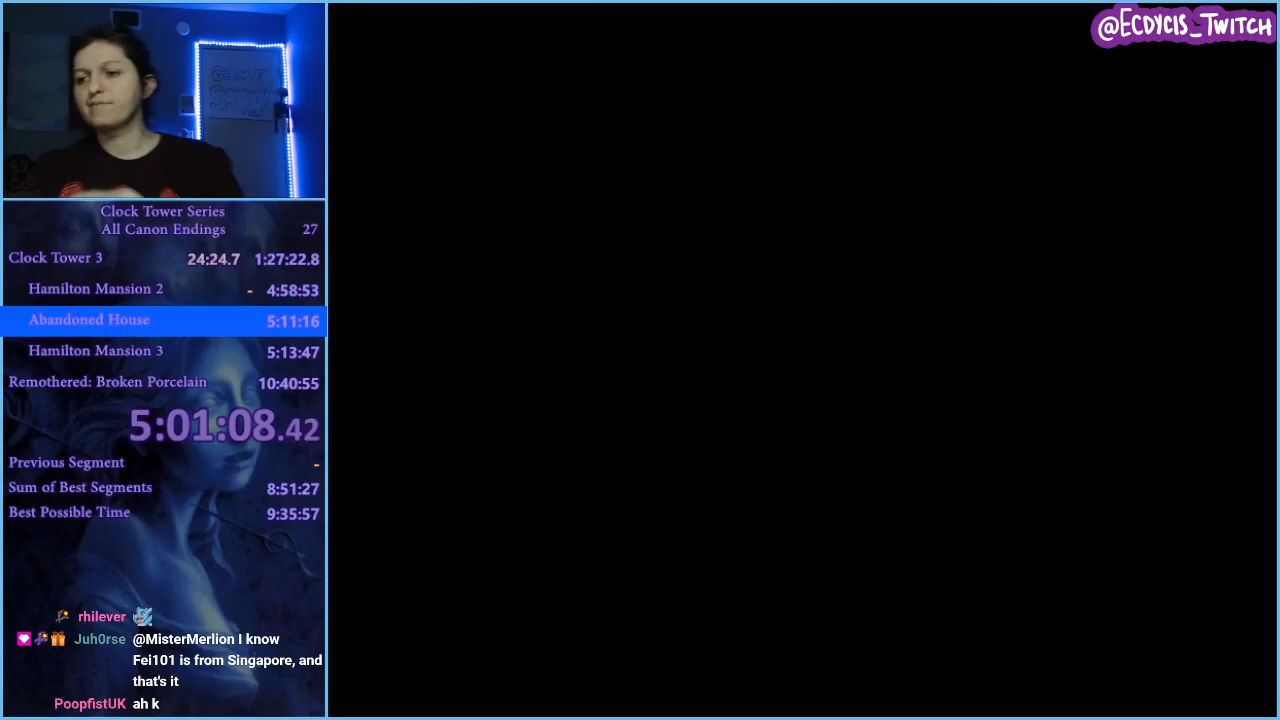 @ECDYCIS_TWITCH
GAME
Clock Tower Series
All Canon Endings 27
Clock Tower 3 24:24.7 1:27:22.8
Hamilton Mansion 2 - 4:58:53
Abandoned House 5:11:16
Hamilton Mansion 3 5:13:47
Remothered: Broken Porcelain 10:40:55
5:01:08.42
Previous Segment -
Sum of Best Segments 8:51:27
Best Possible Time 9:35:57
rhilever
Juh0rse @MisterMerlion I know
Fei101 is from Singapore, and
that's it
PoopfistUK ah k